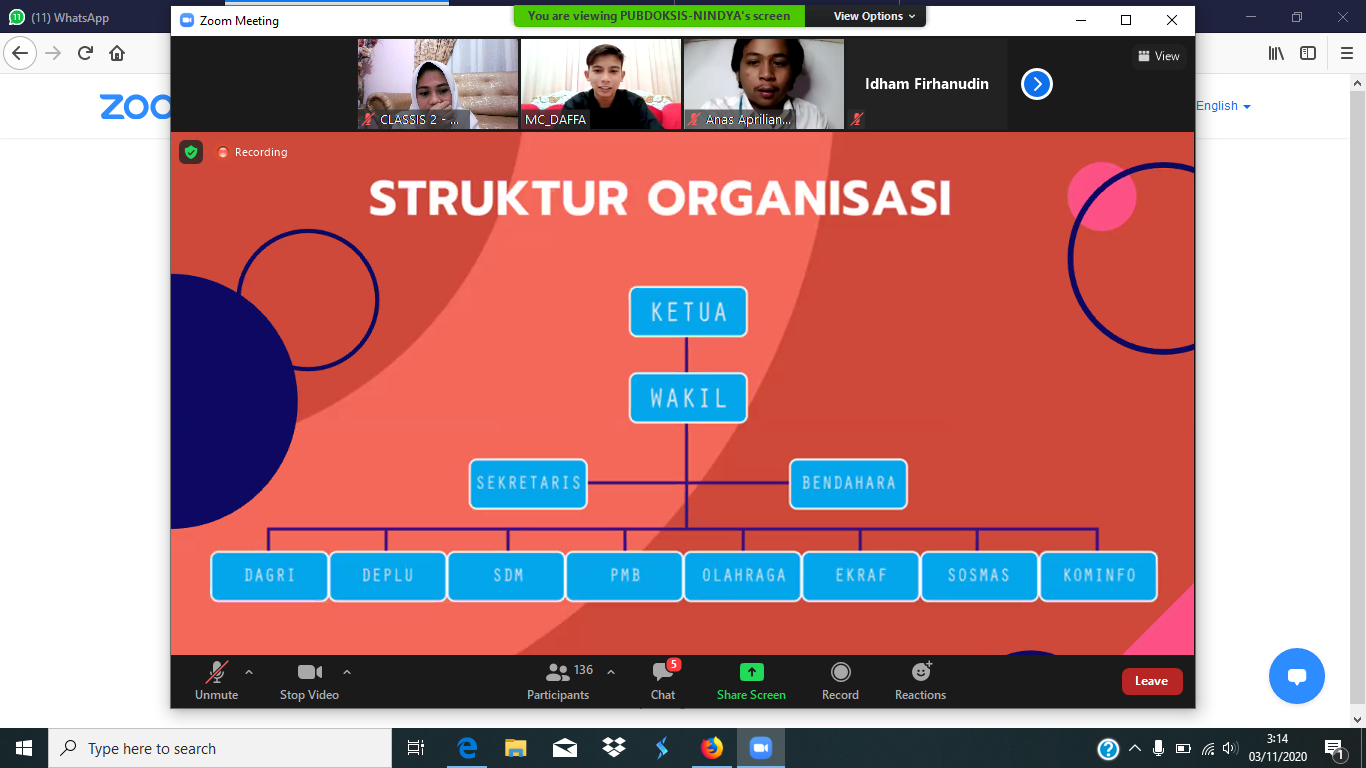 (11) WhatsApp
Zoom Meeting
You are viewing PUBDOKSIS-NINDYA's screen
View Options
ZOO
English
CLASSIS 2 - ...
MC_DAFFA
Anas Aprilian...
Idham Firhanudin
View
Recording
STRUKTUR ORGANISASI
KETUA
WAKIL
SEKRETARIS
BENDAHARA
DAGRI
DEPLU
SDM
PMB
OLAHRAGA
EKRAF
SOSMAS
KOMINFO
Unmute
Stop Video
136
Participants
5
Chat
Share Screen
Record
Reactions
Leave
Type here to search
3:14
03/11/2020
1